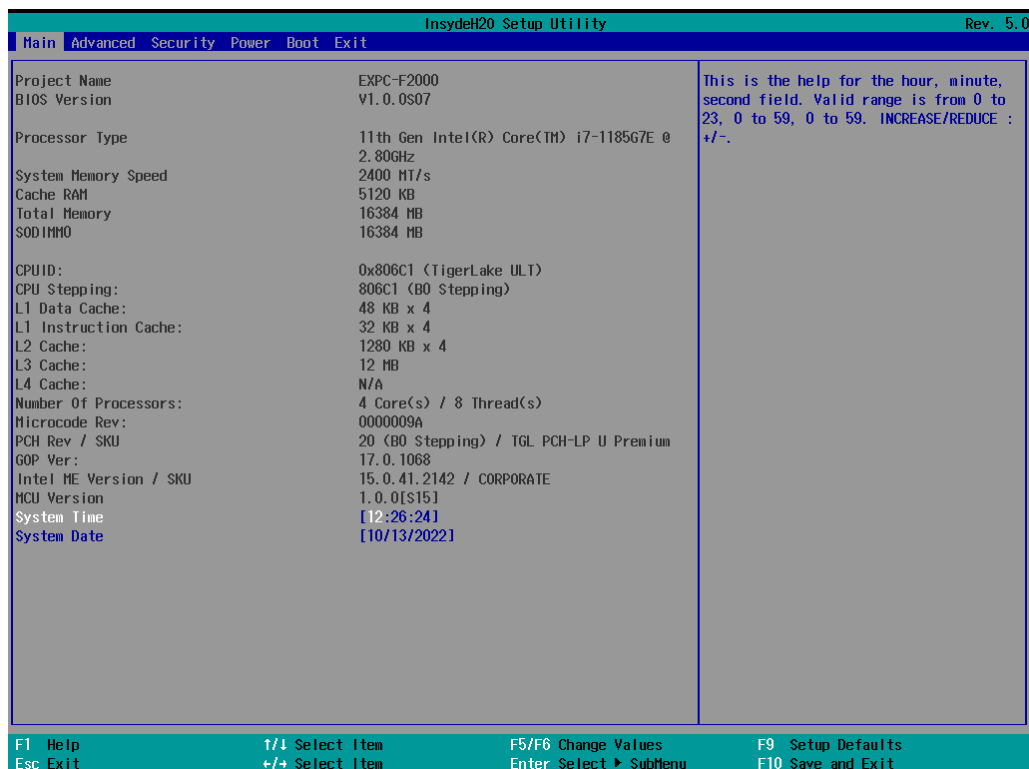 InsydeH20 Setup Utility Rev. 5.0
Main Advanced Security Power Boot Exit
Project Name EXPC-F2000
BIOS Version V1.0.0S07
Processor Type 11th Gen Intel(R) Core(TM) i7-1185G7E @
2.80GHz
System Memory Speed 2400 MT/s
Cache RAM 5120 KB
Total Memory 16384 MB
SODIMM0 16384 MB
CPUID: 0x806C1 (TigerLake ULT)
CPU Stepping: 806C1 (B0 Stepping)
L1 Data Cache: 48 KB x 4
L1 Instruction Cache: 32 KB x 4
L2 Cache: 1280 KB x 4
L3 Cache: 12 MB
L4 Cache: N/A
Number Of Processors: 4 Core(s) / 8 Thread(s)
Microcode Rev: 0000009A
PCH Rev / SKU 20 (B0 Stepping) / TGL PCH-LP U Premium
GOP Ver: 17.0.1068
Intel ME Version / SKU 15.0.41.2142 / CORPORATE
MCU Version 1.0.0[S15]
System Time [12:26:24]
System Date [10/13/2022]
This is the help for the hour, minute,
second field. Valid range is from 0 to
23, 0 to 59, 0 to 59. INCREASE/REDUCE :
+/-.
F1 Help ↑/↓ Select Item F5/F6 Change Values F9 Setup Defaults
Esc Exit ←/→ Select Item Enter Select ▶ SubMenu F10 Save and Exit